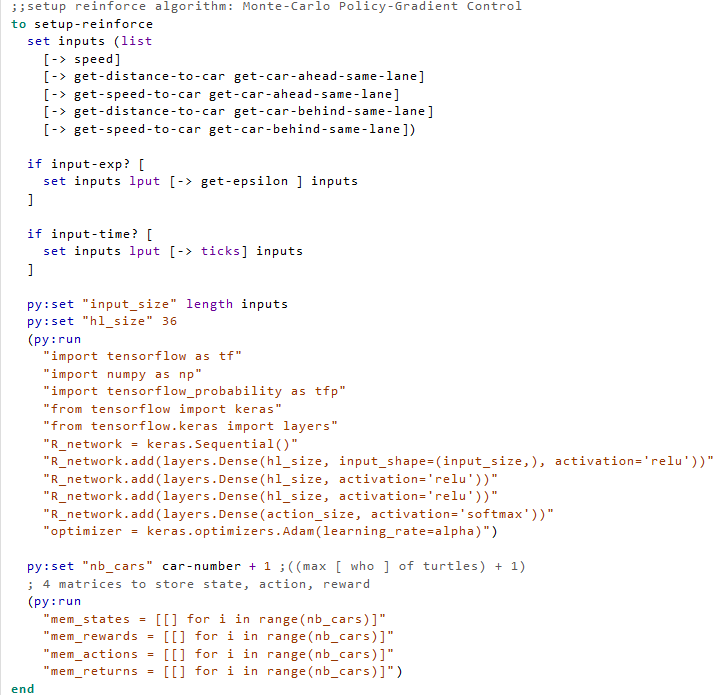 ;;setup reinforce algorithm: Monte-Carlo Policy-Gradient Control
to setup-reinforce
  set inputs (list
    [-> speed]
    [-> get-distance-to-car get-car-ahead-same-lane]
    [-> get-speed-to-car get-car-ahead-same-lane]
    [-> get-distance-to-car get-car-behind-same-lane]
    [-> get-speed-to-car get-car-behind-same-lane])

  if input-exp? [
    set inputs lput [-> get-epsilon ] inputs
  ]

  if input-time? [
    set inputs lput [-> ticks] inputs
  ]

  py:set "input_size" length inputs
  py:set "hl_size" 36
  (py:run
    "import tensorflow as tf"
    "import numpy as np"
    "import tensorflow_probability as tfp"
    "from tensorflow import keras"
    "from tensorflow.keras import layers"
    "R_network = keras.Sequential()"
    "R_network.add(layers.Dense(hl_size, input_shape=(input_size,), activation='relu'))"
    "R_network.add(layers.Dense(hl_size, activation='relu'))"
    "R_network.add(layers.Dense(hl_size, activation='relu'))"
    "R_network.add(layers.Dense(action_size, activation='softmax'))"
    "optimizer = keras.optimizers.Adam(learning_rate=alpha)")

  py:set "nb_cars" car-number + 1 ;((max [ who ] of turtles) + 1)
  ; 4 matrices to store state, action, reward
  (py:run
    "mem_states = [[] for i in range(nb_cars)]"
    "mem_rewards = [[] for i in range(nb_cars)]"
    "mem_actions = [[] for i in range(nb_cars)]"
    "mem_returns = [[] for i in range(nb_cars)]")
end